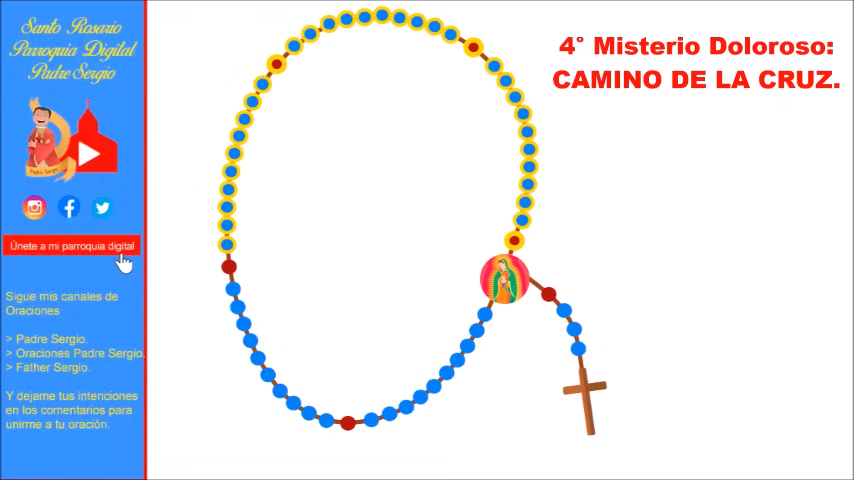 Santo Rosario
Parroquia Digital
Padre Sergio
Padre Sergio
Únete a mi parroquia digital
Sigue mis canales de
Oraciones
> Padre Sergio.
> Oraciones Padre Sergio.
> Father Sergio.
Y dejame tus intenciones
en los comentarios para
unirme a tu oración.
4° Misterio Doloroso:
CAMINO DE LA CRUZ.